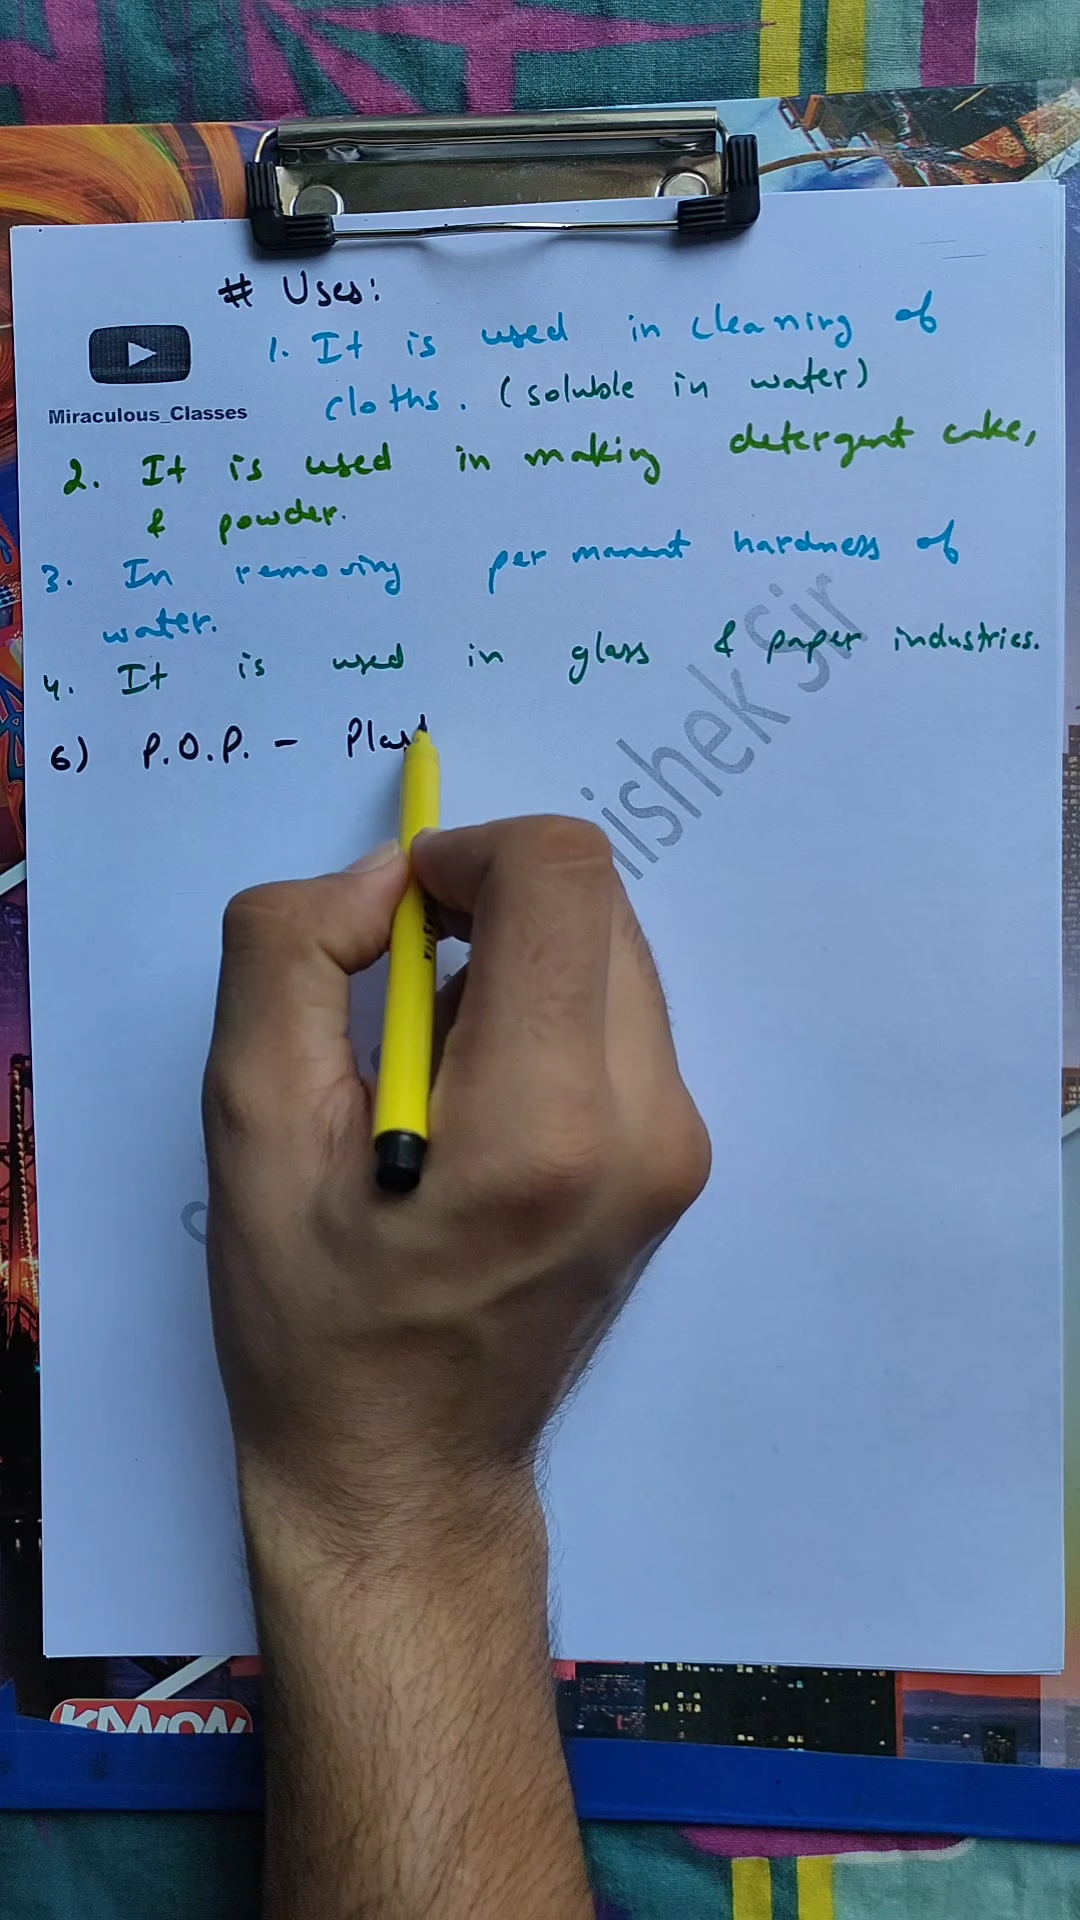 # Uses:
1. It is used in cleaning of
cloths. (soluble in water)
Miraculous_Classes
2. It is used in making detergent cake,
& powder.
3. In removing permanent hardness of
water.
4. It is used in glass & paper industries.
6) P.O.P. - Plast
Sir
KAWON